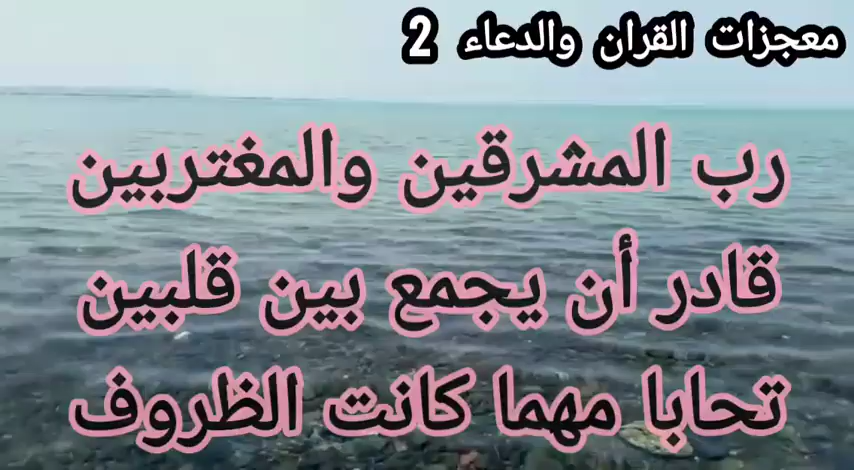 معجزات القران والدعاء 2
رب المشرقين والمغتربين
قادر أن يجمع بين قلبين
تحابا مهما كانت الظروف